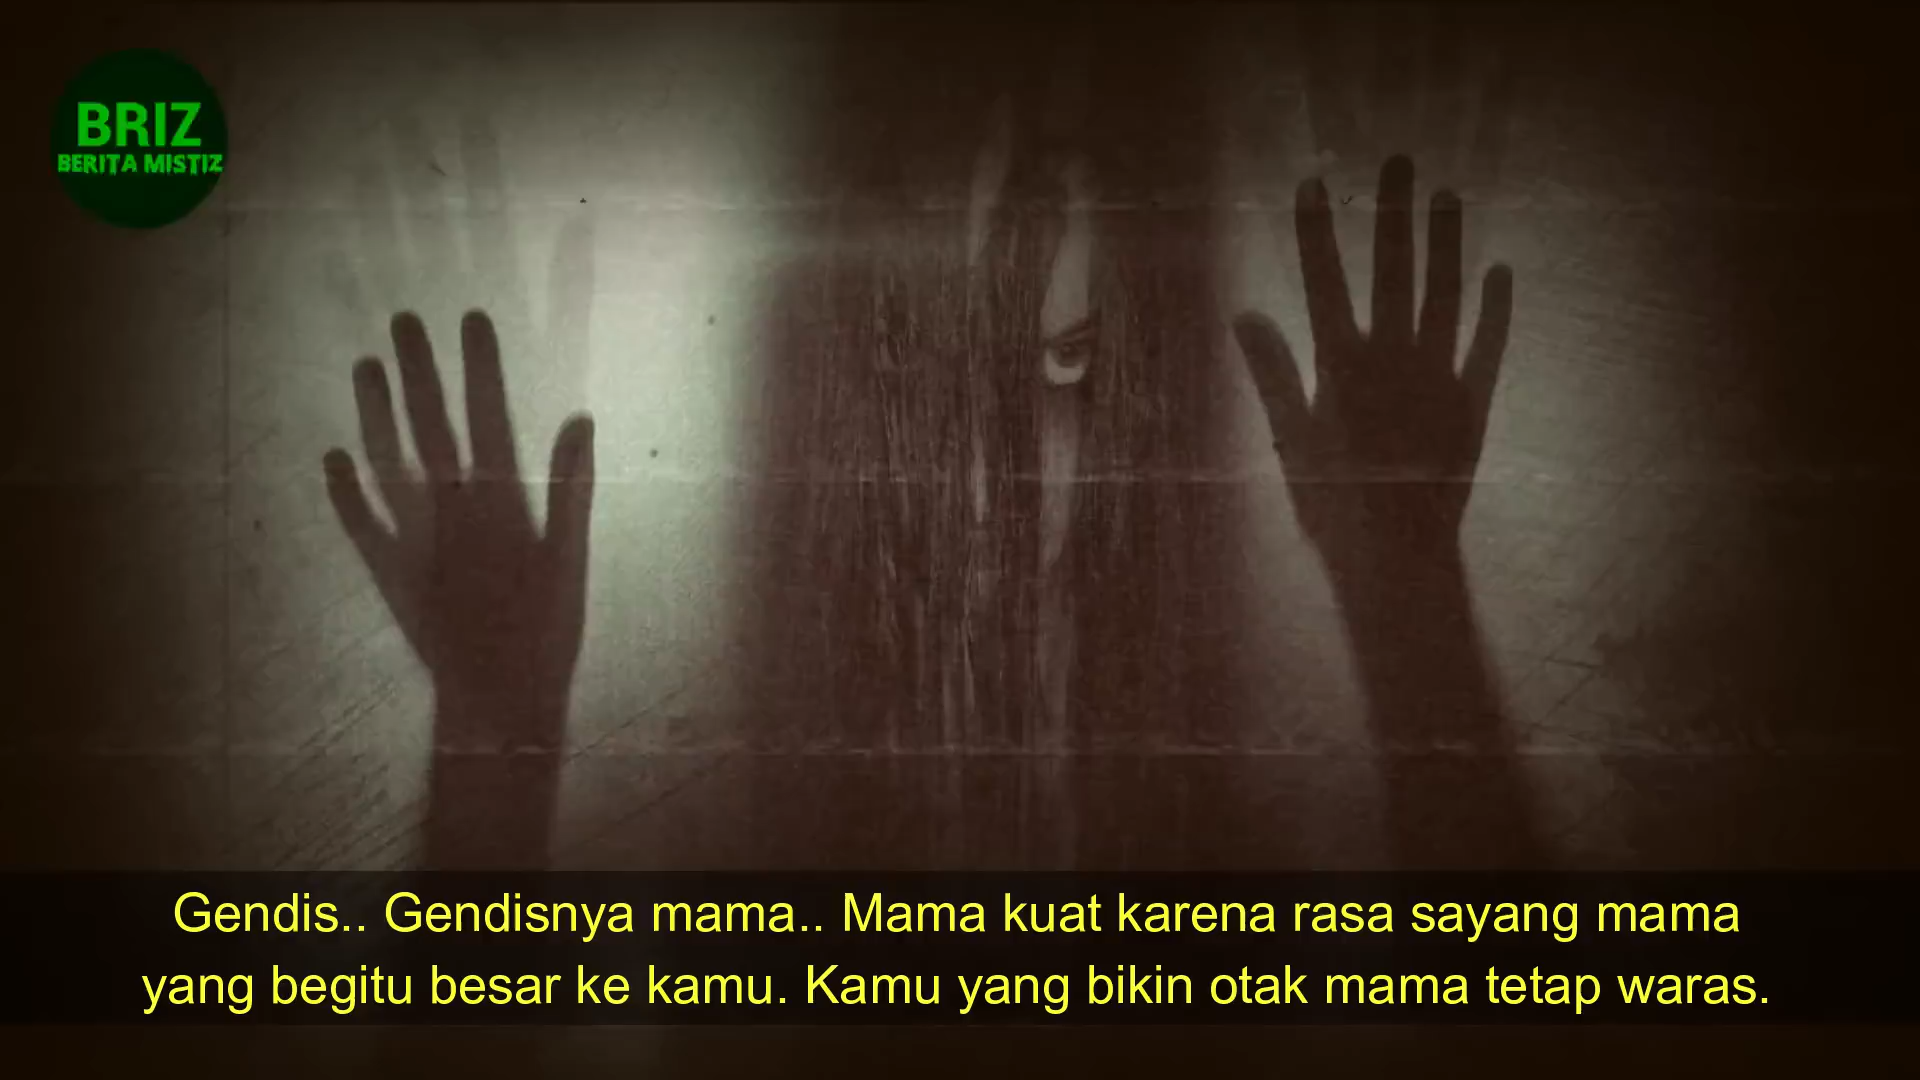 BRIZ
BERITA MISTIZ
Gendis.. Gendisnya mama.. Mama kuat karena rasa sayang mama
yang begitu besar ke kamu. Kamu yang bikin otak mama tetap waras.